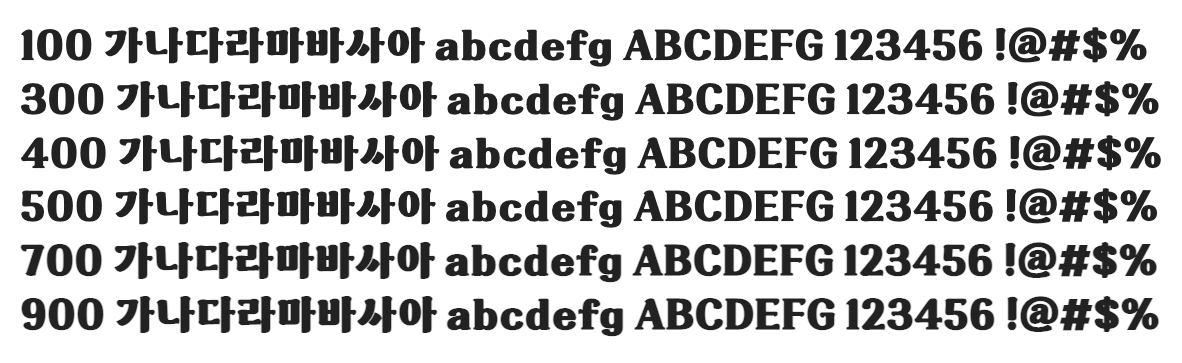 100 가나다라마바사아 abcdefg ABCDEFG 123456 !@#$%
300 가나다라마바사아 abcdefg ABCDEFG 123456 !@#$%
400 가나다라마바사아 abcdefg ABCDEFG 123456 !@#$%
500 가나다라마바사아 abcdefg ABCDEFG 123456 !@#$%
700 가나다라마바사아 abcdefg ABCDEFG 123456 !@#$%
900 가나다라마바사아 abcdefg ABCDEFG 123456 !@#$%